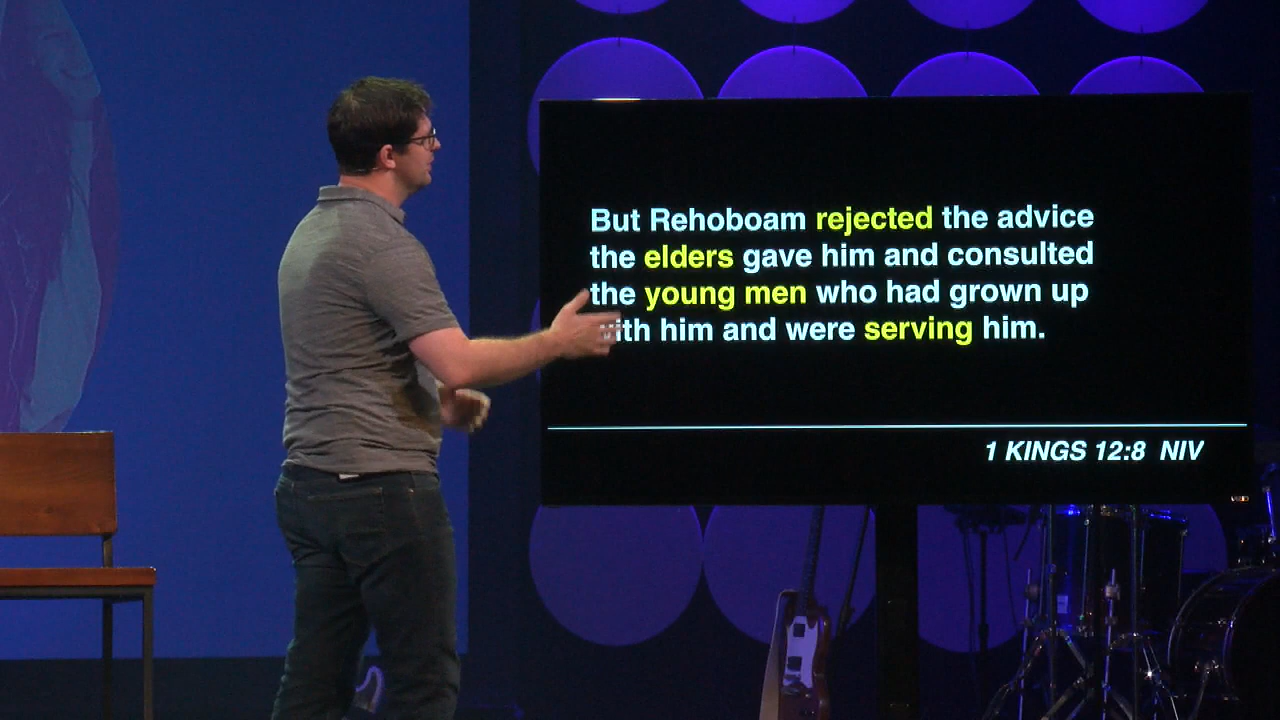 But Rehoboam rejected the advice
the elders gave him and consulted
the young men who had grown up
with him and were serving him.
1 KINGS 12:8 NIV